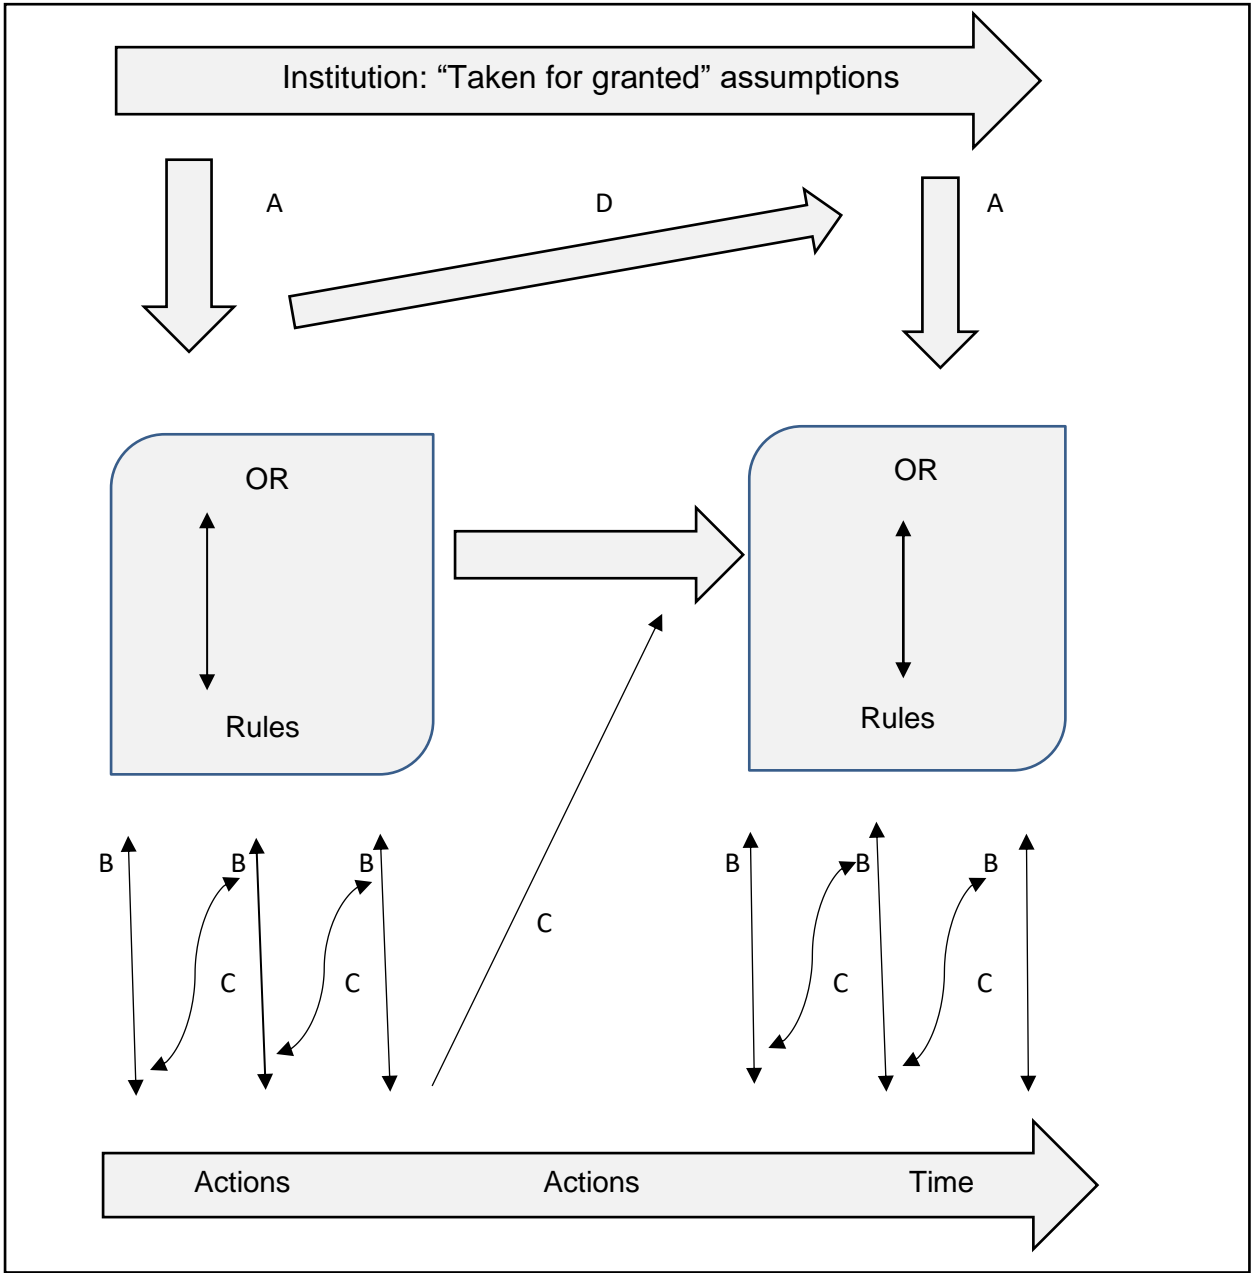 Institution: “Taken for granted” assumptions
A
D
A
OR
OR
Rules
Rules
B
B
B
B
B
B
C
C
C
C
C
Actions
Actions
Time